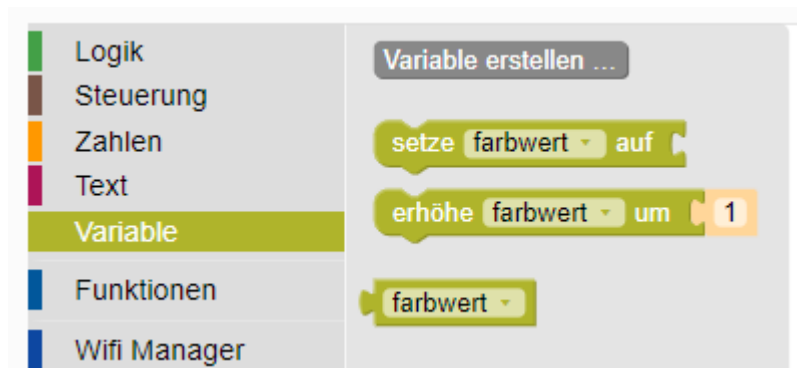 Logik
Steuerung
Zahlen
Text
Variable
Funktionen
Wifi Manager
Variable erstellen ...
setze farbwert auf
erhöhe farbwert um 1
farbwert